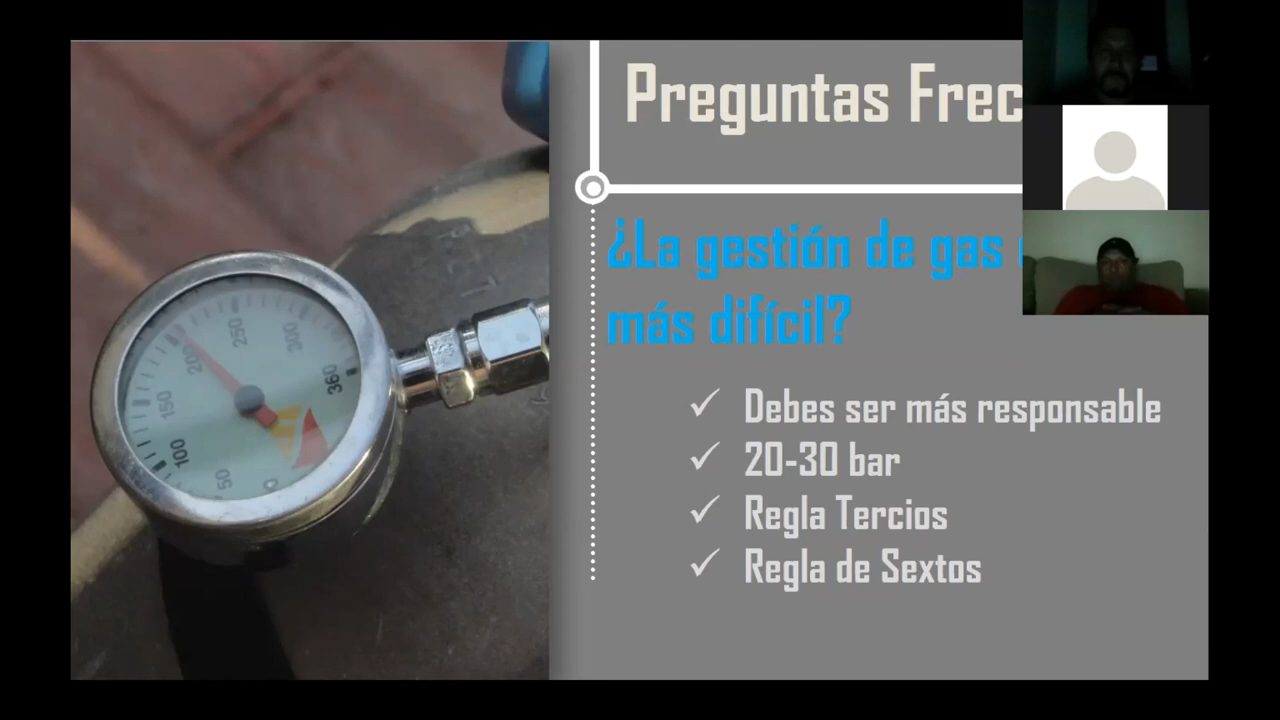 Preguntas Frec
¿La gestión de gas
más difícil?
✓ Debes ser más responsable
✓ 20-30 bar
✓ Regla Tercios
✓ Regla de Sextos
0
50
100
150
200
250
300
360